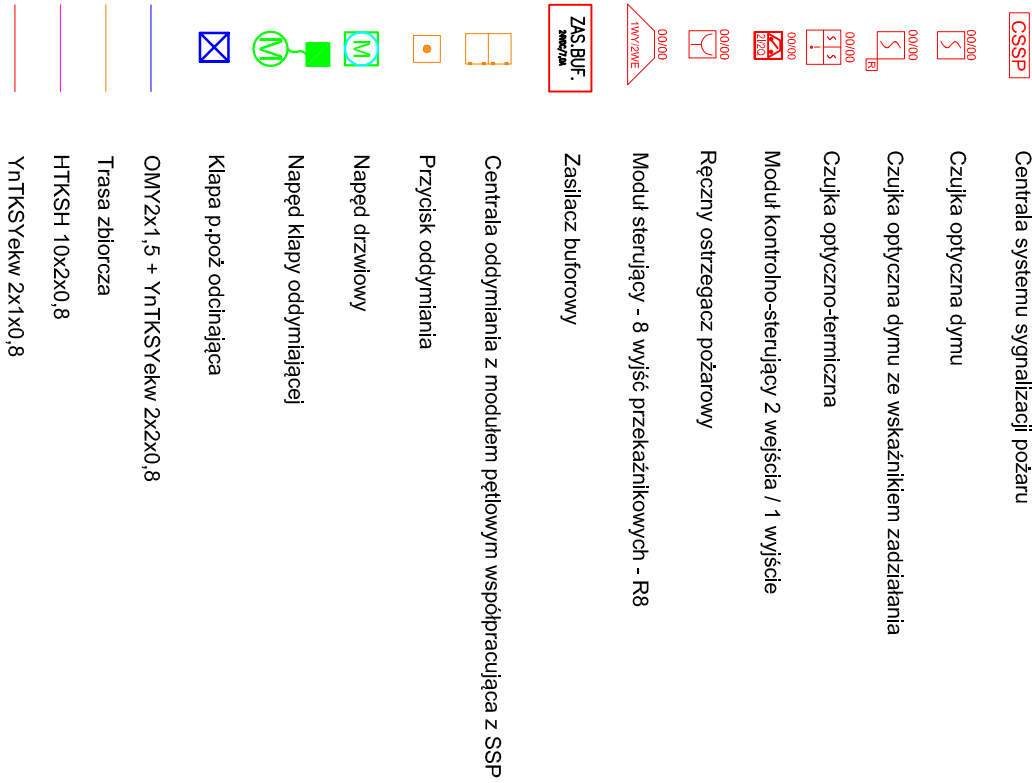 CSSP
Centrala systemu sygnalizacji pożaru
00/00
Czujka optyczna dymu
00/00
R
Czujka optyczna dymu ze wskaźnikiem zadziałania
00/00
Czujka optyczno-termiczna
00/00
2I/2O
Moduł kontrolno-sterujący 2 wejścia / 1 wyjście
00/00
Ręczny ostrzegacz pożarowy
00/00
1WY/2WE
Moduł sterujący - 8 wyjść przekaźnikowych - R8
ZAS.BUF.
Zasilacz buforowy
Centrala oddymiania z modułem pętlowym współpracująca z SSP
Przycisk oddymiania
M
Napęd drzwiowy
M
Napęd klapy oddymiającej
Klapa p.poż odcinająca
OMY2x1,5 + YnTKSYekw 2x2x0,8
Trasa zbiorcza
HTKSH 10x2x0,8
YnTKSYekw 2x1x0,8